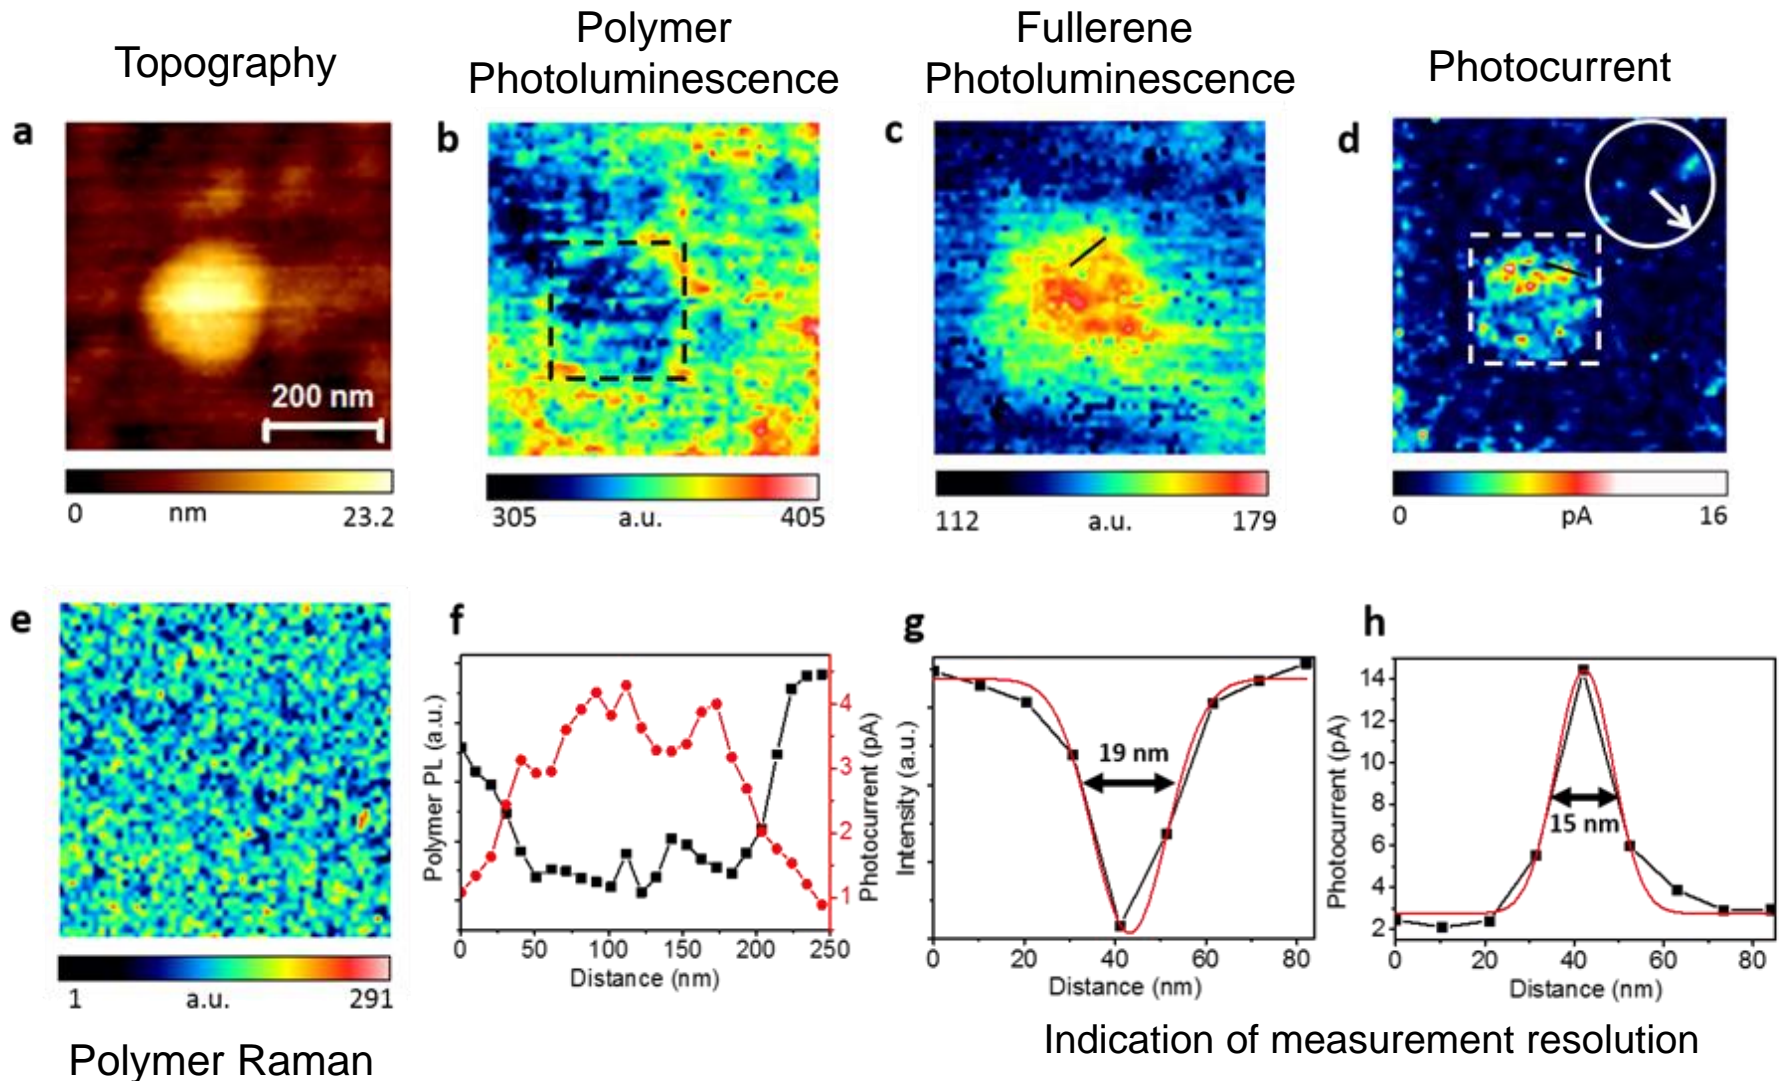 Topography
Polymer
Photoluminescence
Fullerene
Photoluminescence
Photocurrent
a
b
c
d
200 nm
0 nm 23.2
305 a.u. 405
112 a.u. 179
0 pA 16
e
1 a.u. 291
Polymer Raman
f
Polymer PL (a.u.)
0 50 100 150 200 250
Distance (nm)
4
3
2
1
Photocurrent (pA)
g
Intensity (a.u.)
19 nm
0 20 40 60 80
Distance (nm)
h
Photocurrent (pA)
14
12
10
8
6
4
2
15 nm
0 20 40 60 80
Distance (nm)
Indication of measurement resolution